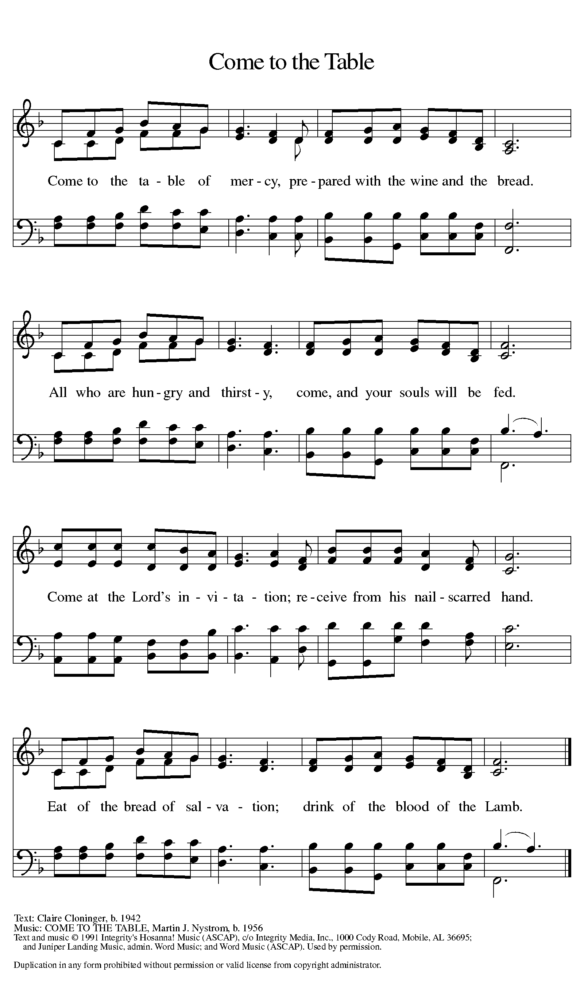 Come to the Table
Come to the ta - ble of mer - cy, pre - pared with the wine and the bread.
All who are hun - gry and thirst - y, come, and your souls will be fed.
Come at the Lord's in - vi - ta - tion; re - ceive from his nail - scarred hand.
Eat of the bread of sal - va - tion; drink of the blood of the Lamb.
Text: Claire Cloninger, b. 1942
Music: COME TO THE TABLE, Martin J. Nystrom, b. 1956
Text and music © 1991 Integrity's Hosanna! Music (ASCAP), c/o Integrity Media, Inc., 1000 Cody Road, Mobile, AL 36695;
and Juniper Landing Music, admin. Word Music; and Word Music (ASCAP). Used by permission.
Duplication in any form prohibited without permission or valid license from copyright administrator.